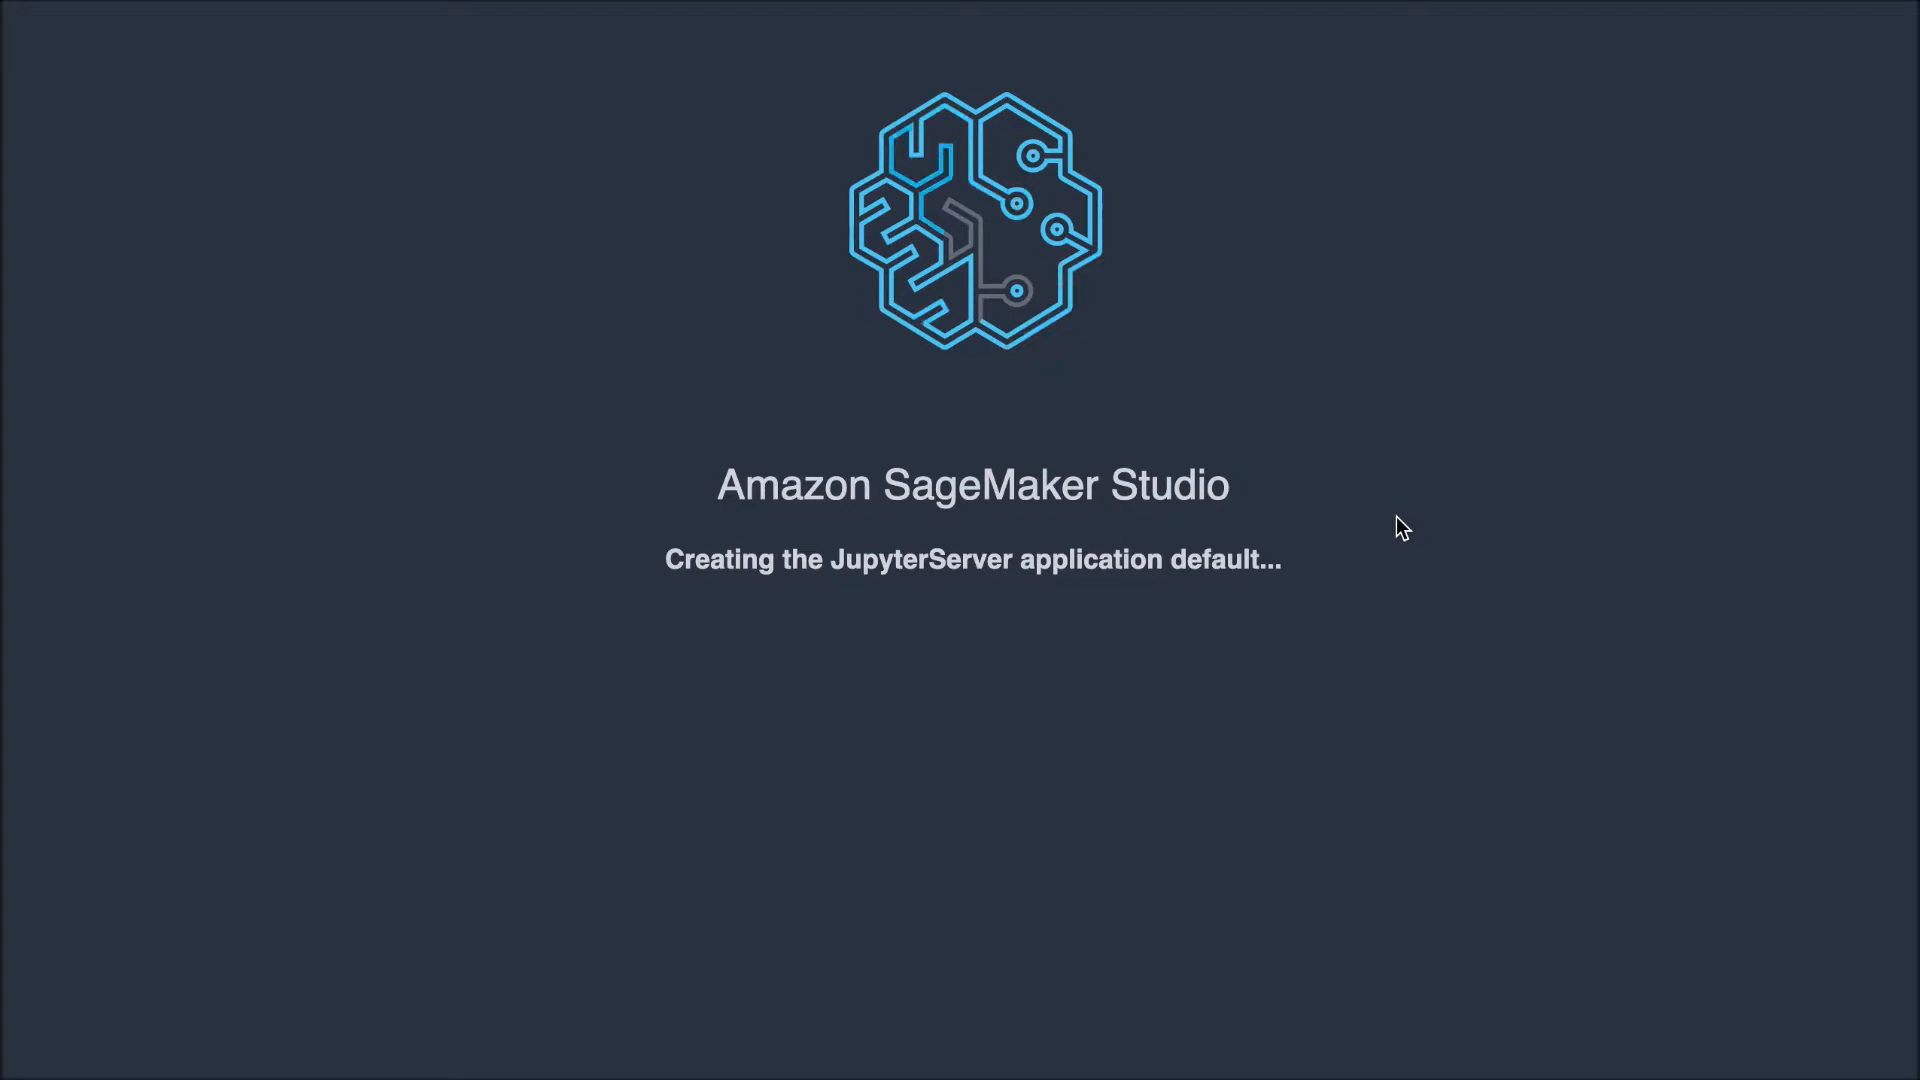 Amazon SageMaker Studio
Creating the JupyterServer application default...